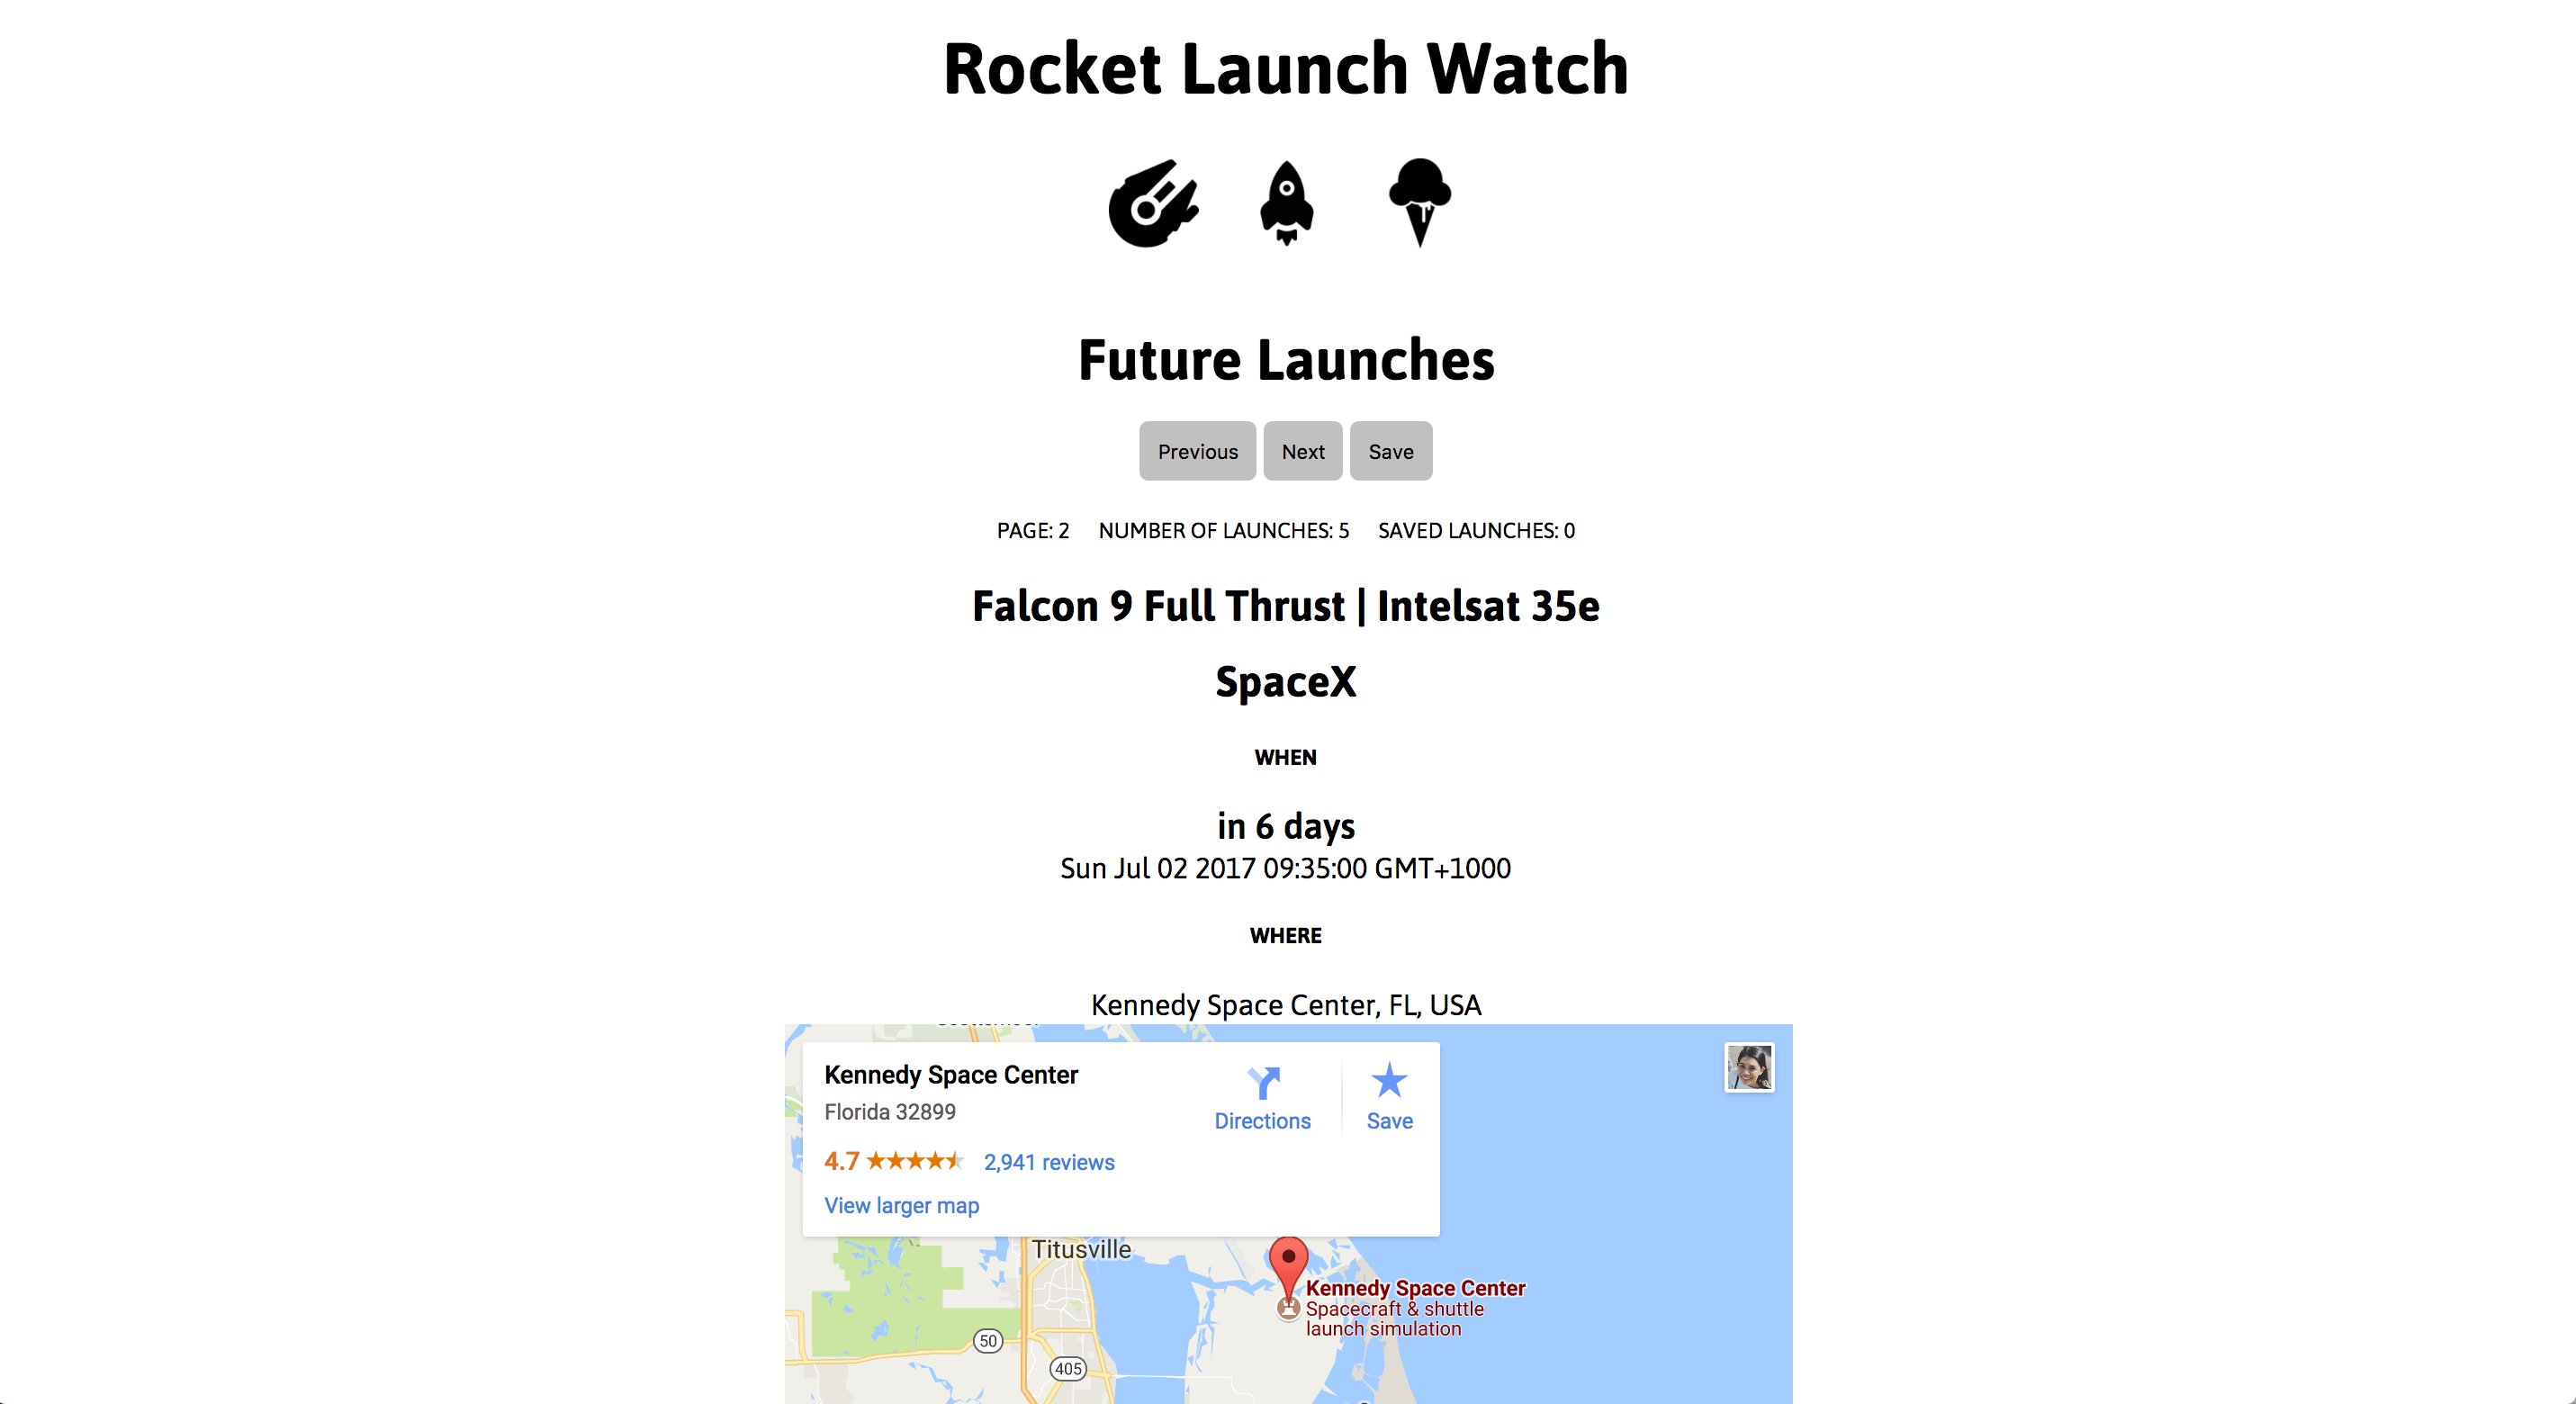 Rocket Launch Watch
Future Launches
Previous Next Save
PAGE: 2 NUMBER OF LAUNCHES: 5 SAVED LAUNCHES: 0
Falcon 9 Full Thrust | Intelsat 35e
SpaceX
WHEN
in 6 days
Sun Jul 02 2017 09:35:00 GMT+1000
WHERE
Kennedy Space Center, FL, USA
Kennedy Space Center
Florida 32899
Directions
Save
4.7 2,941 reviews
View larger map
Titusville
Kennedy Space Center
Spacecraft & shuttle
launch simulation
50
405